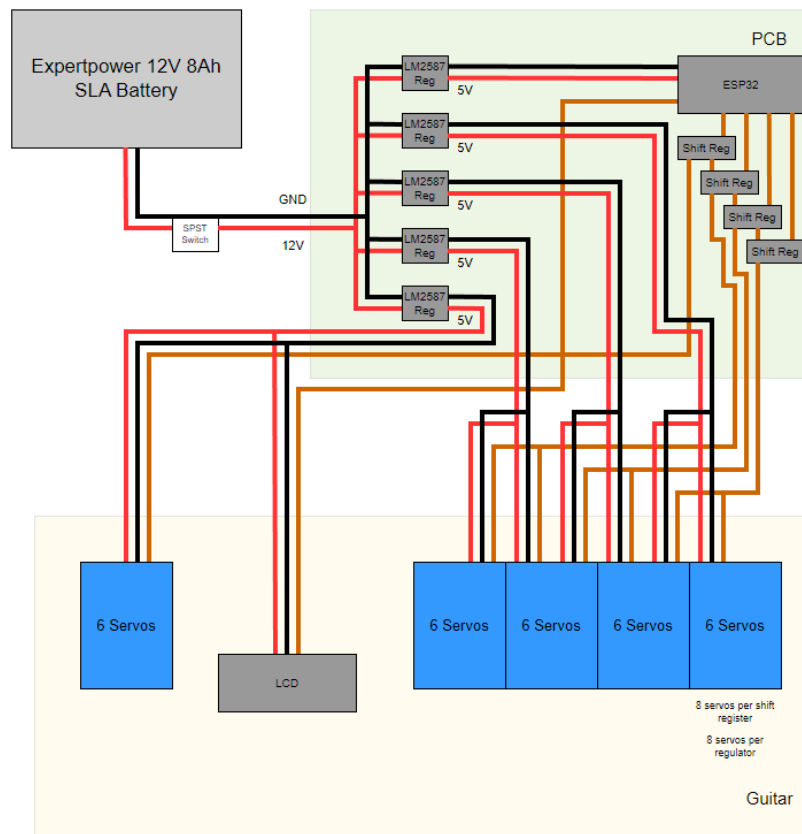 Expertpower 12V 8Ah
SLA Battery
PCB
LM2587
Reg
5V
ESP32
LM2587
Reg
5V
Shift Reg
LM2587
Reg
5V
Shift Reg
GND
Shift Reg
SPST
Switch
12V
LM2587
Reg
5V
Shift Reg
LM2587
Reg
5V
6 Servos
6 Servos
6 Servos
6 Servos
6 Servos
LCD
8 servos per shift
register
8 servos per
regulator
Guitar